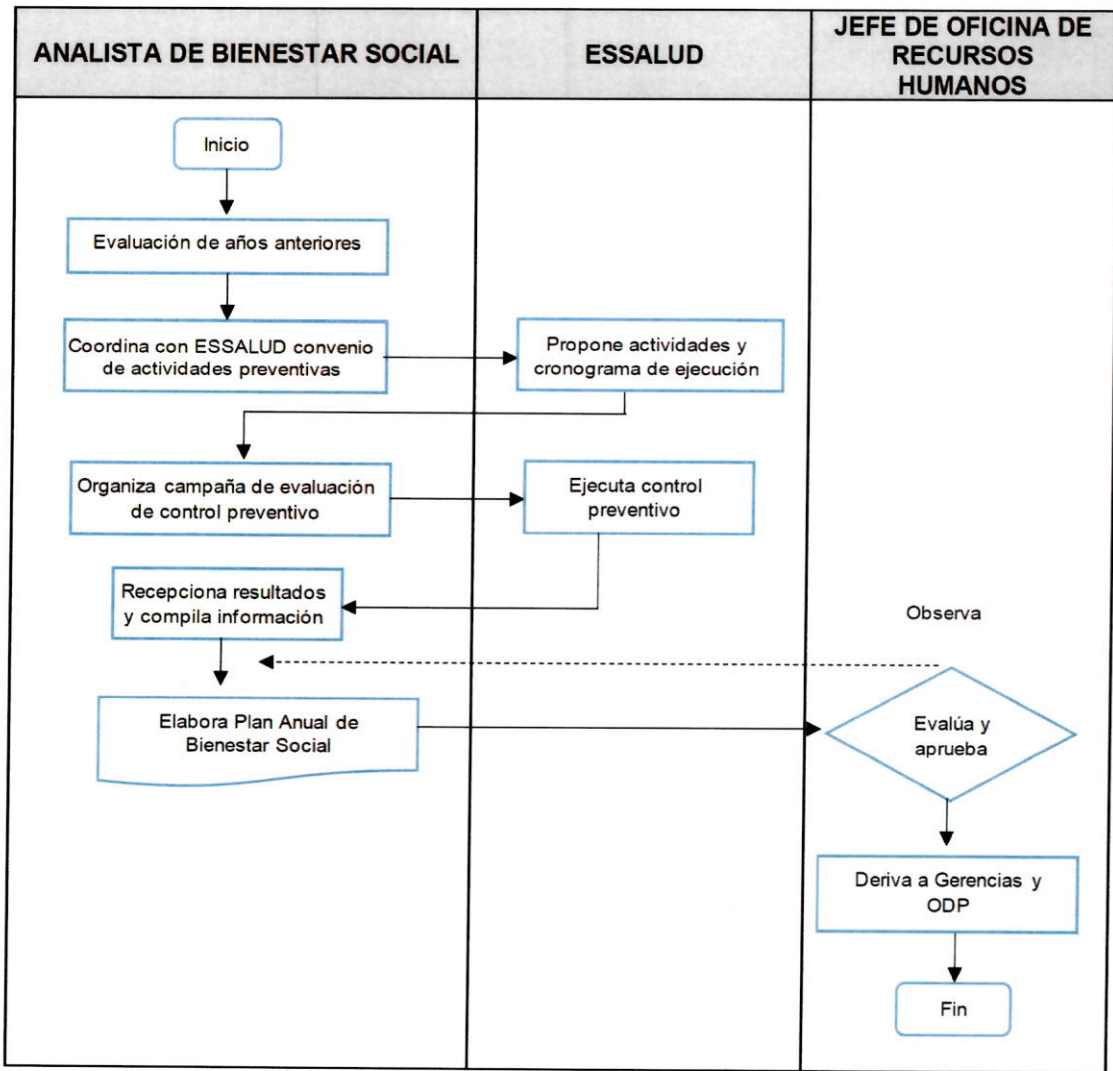 ANALISTA DE BIENESTAR SOCIAL
ESSALUD
JEFE DE OFICINA DE
RECURSOS
HUMANOS
Inicio
Evaluación de años anteriores
Coordina con ESSALUD convenio
de actividades preventivas
Propone actividades y
cronograma de ejecución
Organiza campaña de evaluación
de control preventivo
Ejecuta control
preventivo
Recepciona resultados
y compila información
Observa
Elabora Plan Anual de
Bienestar Social
Evalúa y
aprueba
Deriva a Gerencias y
ODP
Fin